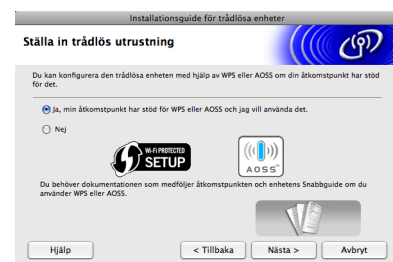 Installationsguide för trådlösa enheter
Ställa in trådlös utrustning
Du kan konfigurera den trådlösa enheten med hjälp av WPS eller AOSS om din åtkomstpunkt har stöd
för det.
Ja, min åtkomstpunkt har stöd för WPS eller AOSS och jag vill använda det.
Nej
WI-FI PROTECTED
SETUP
AOSS™
Du behöver dokumentationen som medföljer åtkomstpunkten och enhetens Snabbguide om du
använder WPS eller AOSS.
Hjälp
< Tillbaka
Nästa >
Avbryt